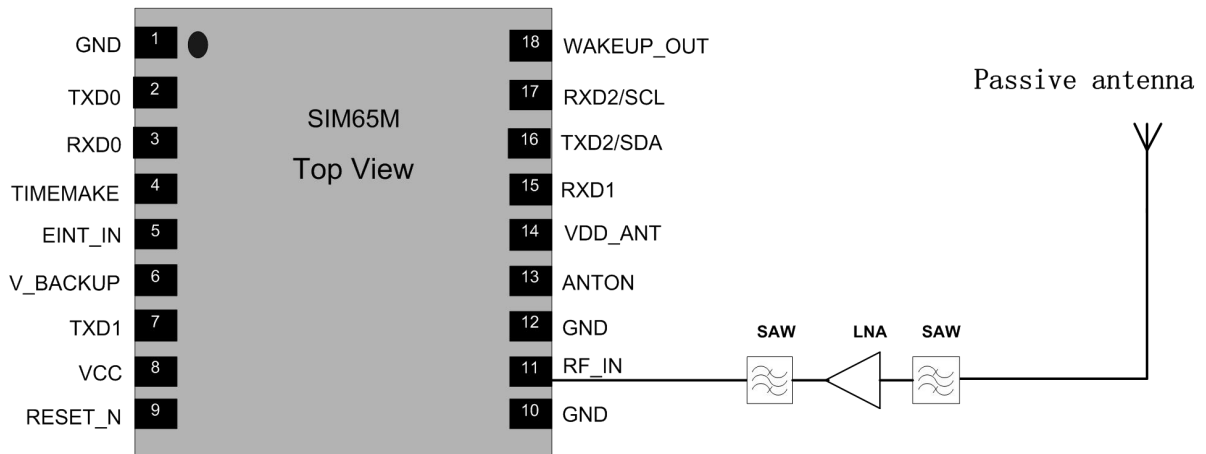 GND 1
TXD0 2
RXD0 3
TIMEMAKE 4
EINT_IN 5
V_BACKUP 6
TXD1 7
VCC 8
RESET_N 9
SIM65M
Top View
18 WAKEUP_OUT
17 RXD2/SCL
16 TXD2/SDA
15 RXD1
14 VDD_ANT
13 ANTON
12 GND
11 RF_IN
10 GND
SAW LNA SAW
Passive antenna